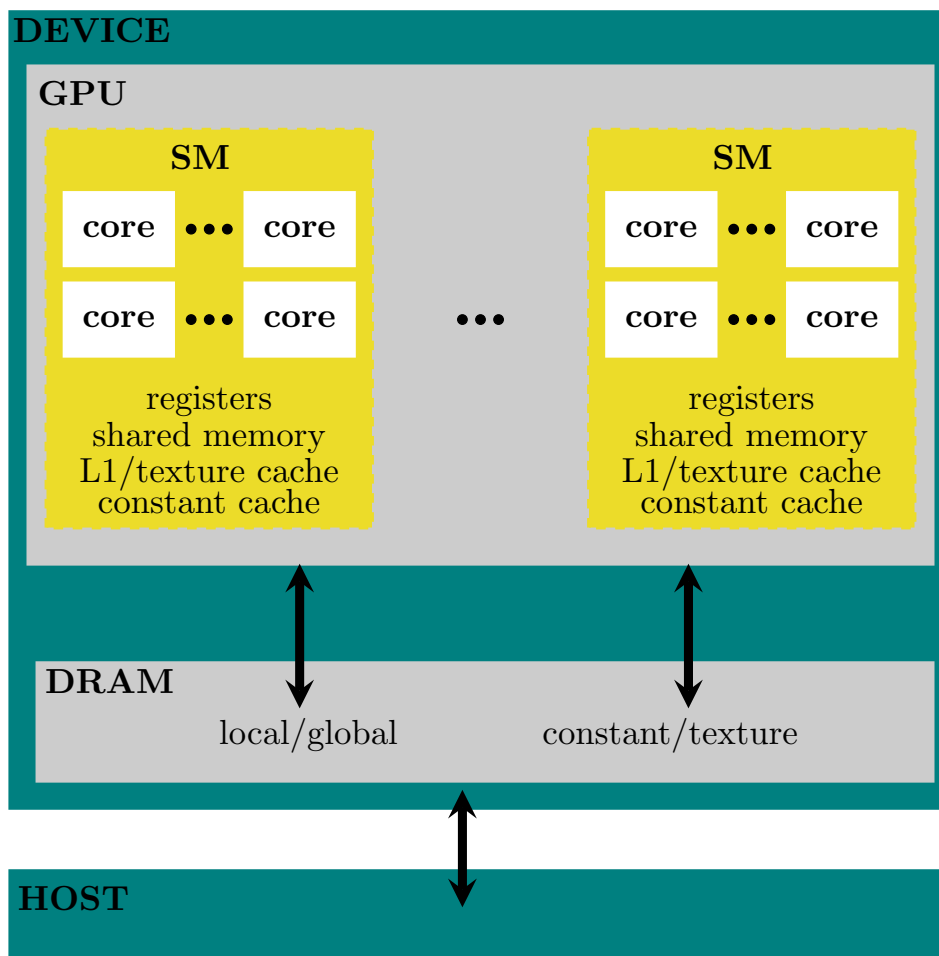 DEVICE
GPU
SM SM
core ••• core core ••• core
core ••• core ••• core ••• core
registers registers
shared memory shared memory
L1/texture cache L1/texture cache
constant cache constant cache
DRAM
local/global constant/texture
HOST